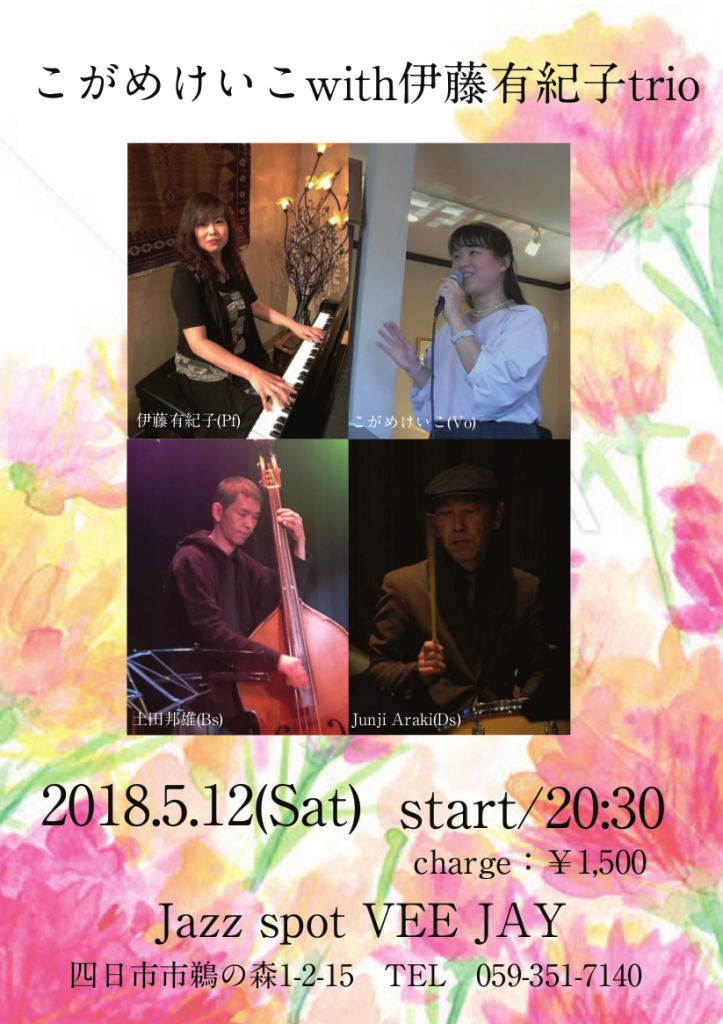 こがめけいこwith伊藤有紀子trio
伊藤有紀子(Pf)
こがめけいこ(Vo)
土田邦雄(Bs)
Junji Araki(Ds)
2018.5.12(Sat) start/20:30
charge：￥1,500
Jazz spot VEE JAY
四日市市鵜の森1-2-15 TEL 059-351-7140